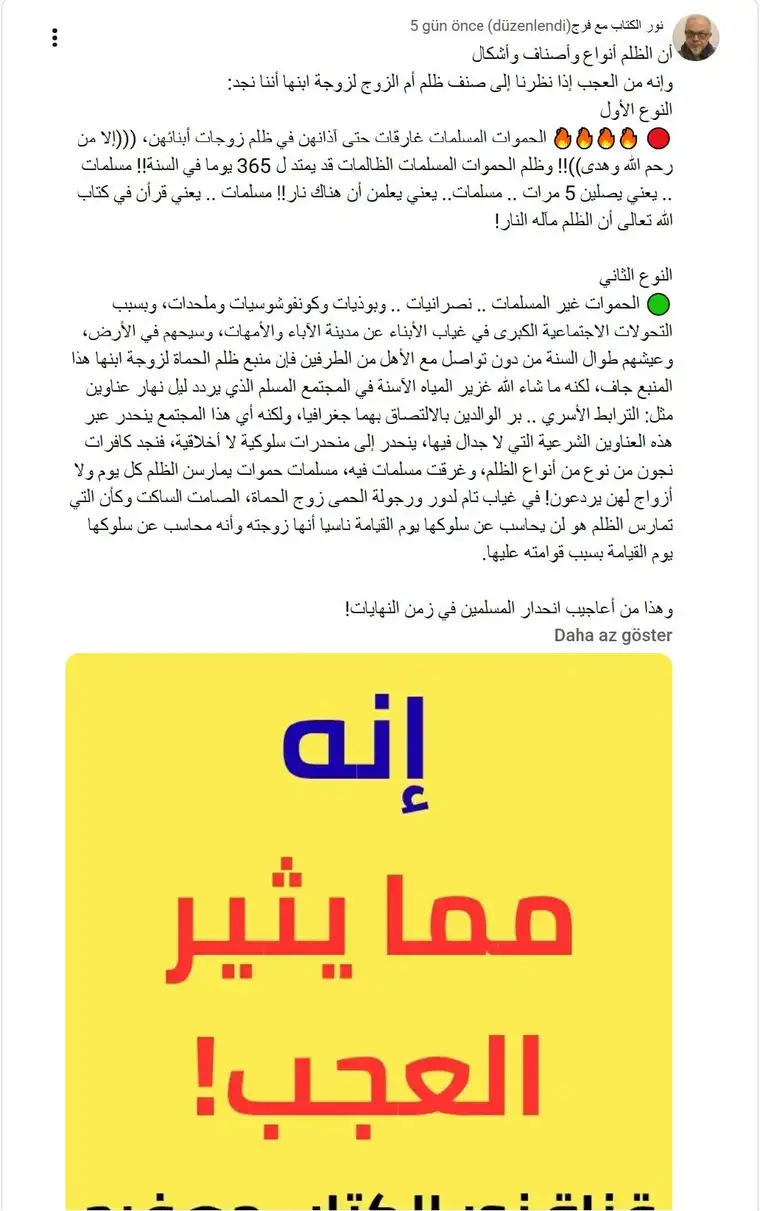 نور الكتاب مع فرج(düzenlendi) 5 gün önce
أن الظلم أنواع وأصناف وأشكال
وإنه من العجب إذا نظرنا إلى صنف ظلم أم الزوج لزوجة ابنها أننا نجد:
النوع الأول
🔴 🔥🔥🔥🔥 الحموات المسلمات غارقات حتى آذانهن في ظلم زوجات أبنائهن، (((إلا من
رحم الله وهدى))!! وظلم الحموات المسلمات الظالمات قد يمتد ل 365 يوما في السنة!! مسلمات
.. يعني يصلين 5 مرات .. مسلمات.. يعني يعلمن أن هناك نار!! مسلمات .. يعني قرأن في كتاب
الله تعالى أن الظلم مآله النار!
النوع الثاني
🟢 الحموات غير المسلمات .. نصرانيات .. وبوذيات وكونفوشوسيات وملحدات، وبسبب
التحولات الاجتماعية الكبرى في غياب الأبناء عن مدينة الآباء والأمهات، وسيحهم في الأرض،
وعيشهم طوال السنة من دون تواصل مع الأهل من الطرفين فإن منبع ظلم الحماة لزوجة ابنها هذا
المنبع جاف، لكنه ما شاء الله غزير المياه الآسنة في المجتمع المسلم الذي يردد ليل نهار عناوين
مثل: الترابط الأسري .. بر الوالدين بالالتصاق بهما جغرافيا، ولكنه أي هذا المجتمع ينحدر عبر
هذه العناوين الشرعية التي لا جدال فيها، ينحدر إلى منحدرات سلوكية لا أخلاقية، فنجد كافرات
نجون من نوع من أنواع الظلم، وغرقت مسلمات فيه، مسلمات حموات يمارسن الظلم كل يوم ولا
أزواج لهن يردعون! في غياب تام لدور ورجولة الحمى زوج الحماة، الصامت الساكت وكأن التي
تمارس الظلم هو لن يحاسب عن سلوكها يوم القيامة ناسيا أنها زوجته وأنه محاسب عن سلوكها
يوم القيامة بسبب قوامته عليها.
وهذا من أعاجيب انحدار المسلمين في زمن النهايات!
Daha az göster
إنه
مما يثير
العجب!
قناة نور الكتاب